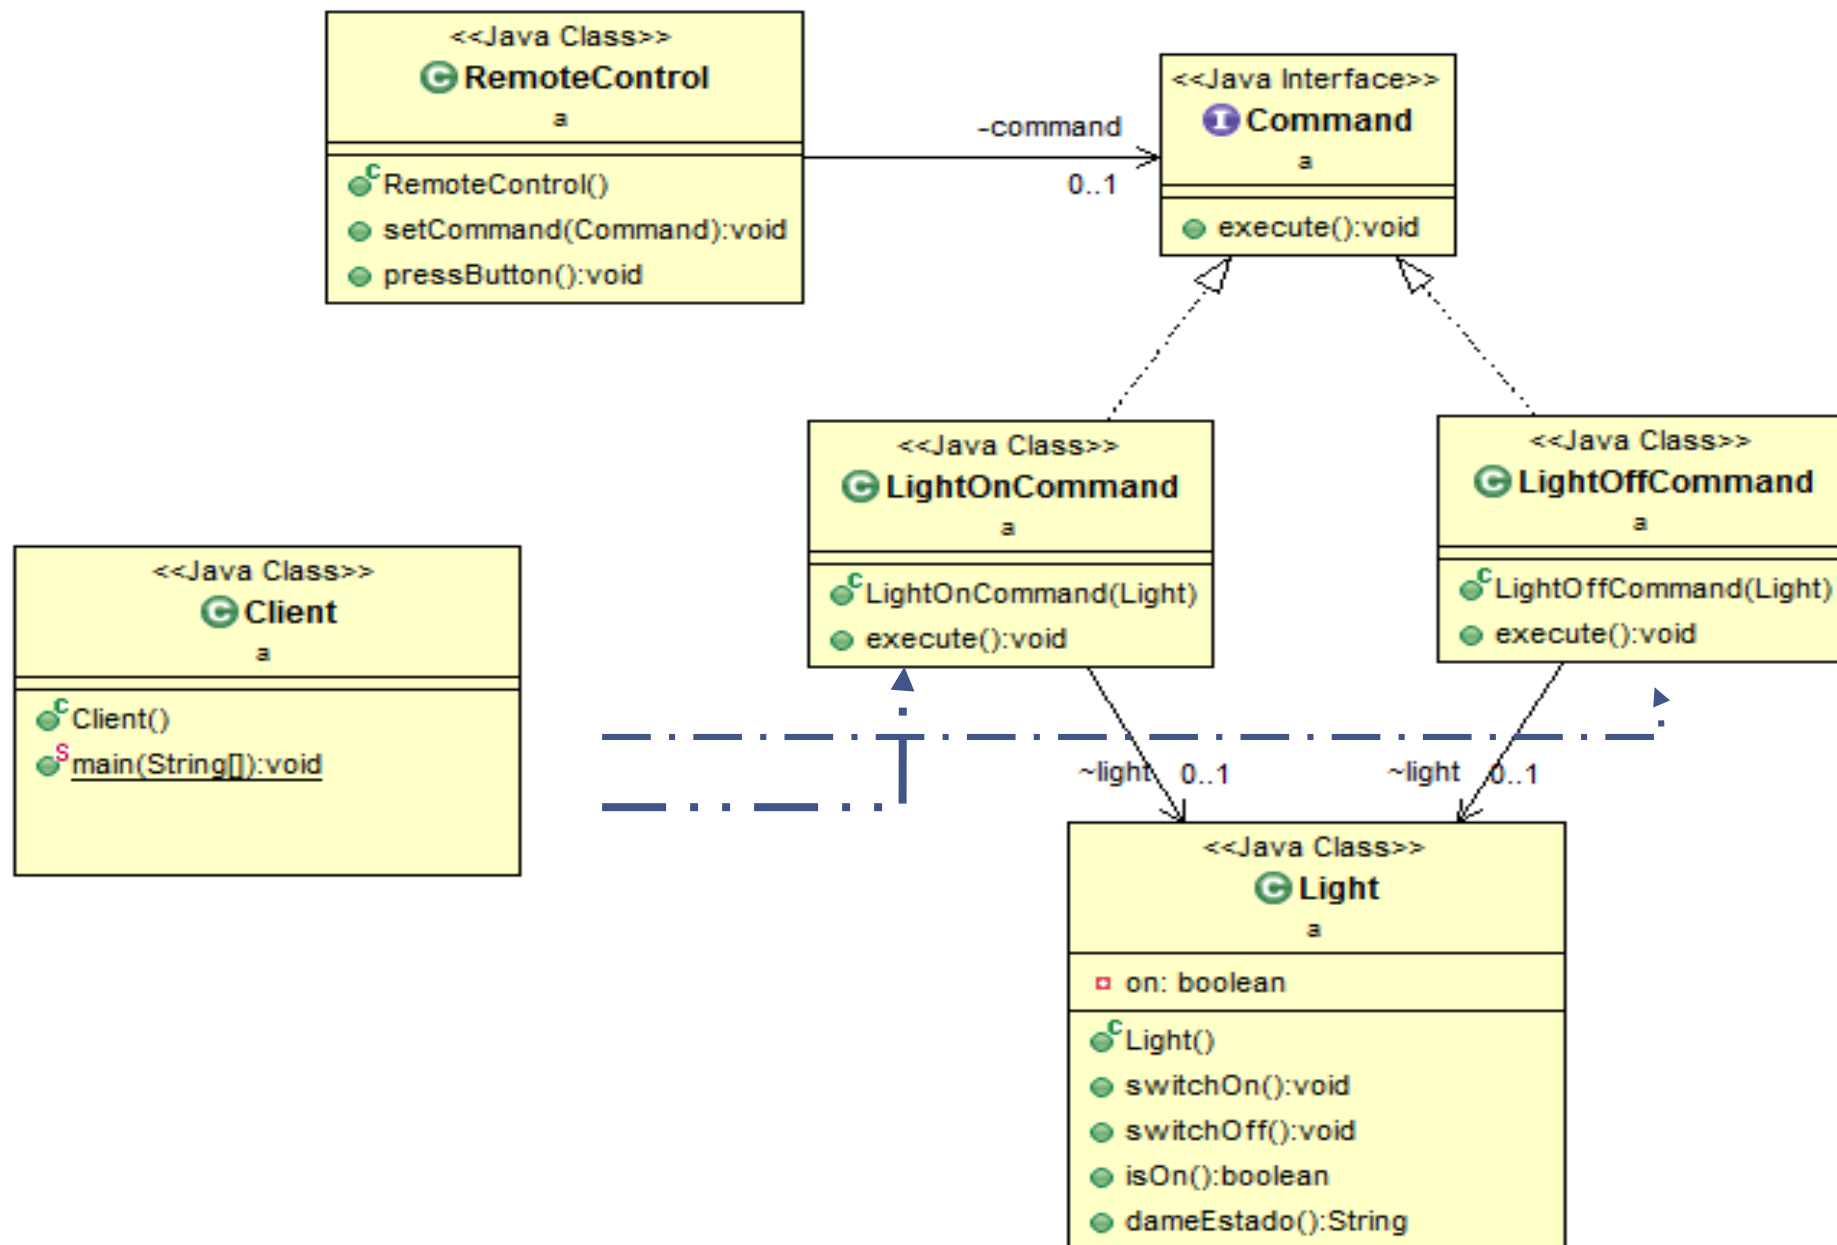 <<Java Class>>
RemoteControl
a
RemoteControl()
setCommand(Command):void
pressButton():void
-command
0..1
<<Java Interface>>
Command
a
execute():void
<<Java Class>>
LightOnCommand
a
LightOnCommand(Light)
execute():void
<<Java Class>>
LightOffCommand
a
LightOffCommand(Light)
execute():void
<<Java Class>>
Client
a
Client()
main(String[]):void
~light 0..1
~light 0..1
<<Java Class>>
Light
a
on: boolean
Light()
switchOn():void
switchOff():void
isOn():boolean
dameEstado():String